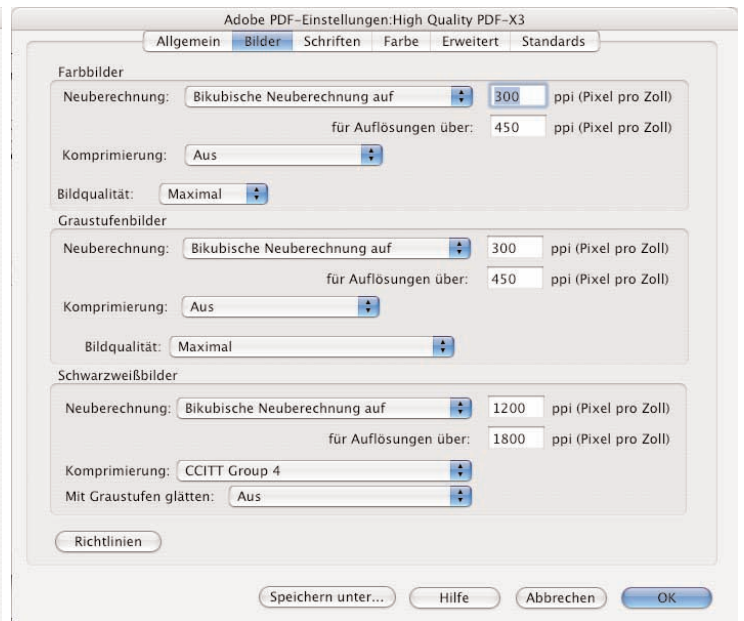 Adobe PDF-Einstellungen:High Quality PDF-X3
Allgemein Bilder Schriften Farbe Erweitert Standards
Farbbilder
Neuberechnung: Bikubische Neuberechnung auf 300 ppi (Pixel pro Zoll)
für Auflösungen über: 450 ppi (Pixel pro Zoll)
Komprimierung: Aus
Bildqualität: Maximal
Graustufenbilder
Neuberechnung: Bikubische Neuberechnung auf 300 ppi (Pixel pro Zoll)
für Auflösungen über: 450 ppi (Pixel pro Zoll)
Komprimierung: Aus
Bildqualität: Maximal
Schwarzweißbilder
Neuberechnung: Bikubische Neuberechnung auf 1200 ppi (Pixel pro Zoll)
für Auflösungen über: 1800 ppi (Pixel pro Zoll)
Komprimierung: CCITT Group 4
Mit Graustufen glätten: Aus
Richtlinien
Speichern unter... Hilfe Abbrechen OK